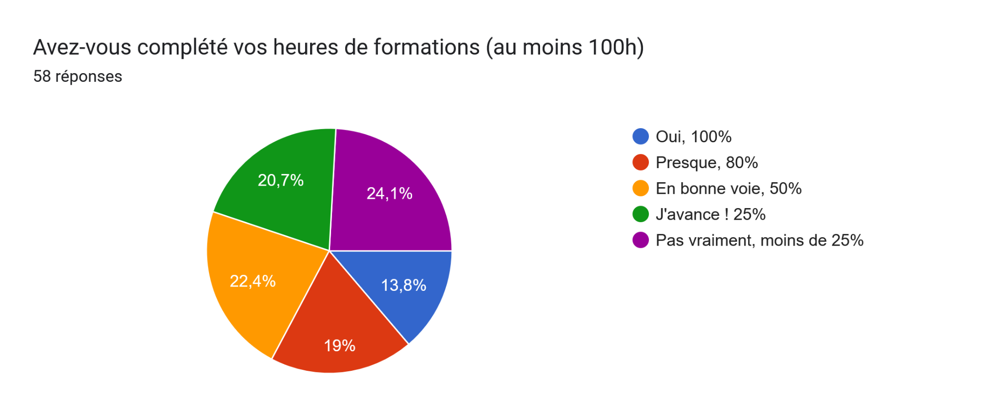 Avez-vous complété vos heures de formations (au moins 100h)
58 réponses
20,7%
24,1%
22,4%
13,8%
19%
Oui, 100%
Presque, 80%
En bonne voie, 50%
J'avance ! 25%
Pas vraiment, moins de 25%